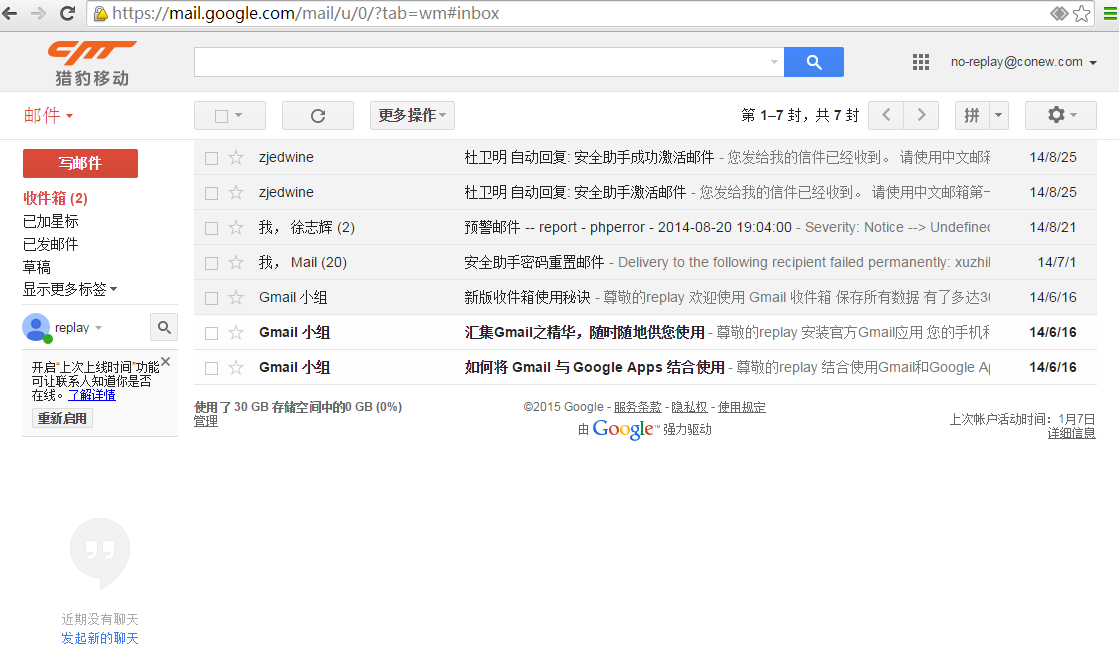 https://mail.google.com/mail/u/0/?tab=wm#inbox
猎豹移动
no-replay@conew.com
邮件
更多操作
第 1–7 封，共 7 封
拼
写邮件
收件箱 (2)
已加星标
已发邮件
草稿
显示更多标签
replay
开启“上次上线时间”功能
可让联系人知道你是否
在线。了解详情
重新启用
zjedwine 杜卫明 自动回复: 安全助手成功激活邮件 - 您发给我的信件已经收到。 请使用中文邮箱 14/8/25
zjedwine 杜卫明 自动回复: 安全助手激活邮件 - 您发给我的信件已经收到。 请使用中文邮箱第一 14/8/25
我， 徐志辉 (2) 预警邮件 -- report - phperror - 2014-08-20 19:04:00 - Severity: Notice --> Undefined 14/8/21
我， Mail (20) 安全助手密码重置邮件 - Delivery to the following recipient failed permanently: xuzhil 14/7/1
Gmail 小组 新版收件箱使用秘诀 - 尊敬的replay 欢迎使用 Gmail 收件箱 保存所有数据 有了多达30 14/6/16
Gmail 小组 汇集Gmail之精华，随时随地供您使用 - 尊敬的replay 安装官方Gmail应用 您的手机和 14/6/16
Gmail 小组 如何将 Gmail 与 Google Apps 结合使用 - 尊敬的replay 结合使用Gmail和Google Ap 14/6/16
使用了 30 GB 存储空间中的0 GB (0%)
管理
©2015 Google - 服务条款 - 隐私权 - 使用规定
由 Google™ 强力驱动
上次帐户活动时间：1月7日
详细信息
近期没有聊天
发起新的聊天